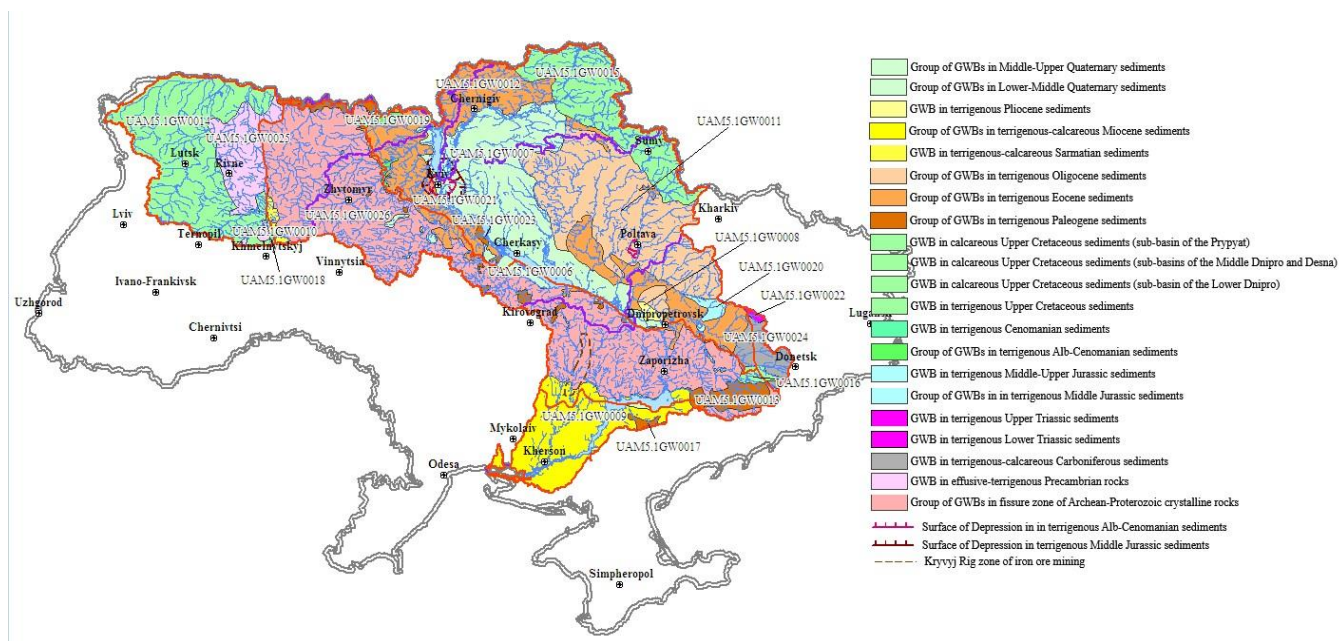 UAM5.1GW0015
UAM5.1GW0012
Chernigiv
UAM5.1GW0014
UAM5.1GW0019
UAM5.1GW0011
UAM5.1GW0025
Sumy
Lutsk
Rivne
UAM5.1GW0007
Kyiv
Zhytomyr
UAM5.1GW0021
UAM5.1GW0026
Kharkiv
Lviv
UAM5.1GW0023
Ternopil
UAM5.1GW0010
Cherkasy
Poltava
UAM5.1GW0008
Khmelnytskyj
UAM5.1GW0020
Vinnytsia
UAM5.1GW0006
UAM5.1GW0018
Ivano-Frankivsk
UAM5.1GW0022
Uzhgorod
Dnipropetrovsk
Kirovograd
Chernivtsi
UAM5.1GW0024
Donetsk
Zaporizha
UAM5.1GW0016
UAM5.1GW0013
UAM5.1GW0009
Mykolaiv
UAM5.1GW0017
Kherson
Odesa
Simpheropol
Group of GWBs in Middle-Upper Quaternary sediments
Group of GWBs in Lower-Middle Quaternary sediments
GWB in terrigenous Pliocene sediments
Group of GWBs in terrigenous-calcareous Miocene sediments
GWB in terrigenous-calcareous Sarmatian sediments
Group of GWBs in terrigenous Oligocene sediments
Group of GWBs in terrigenous Eocene sediments
Group of GWBs in terrigenous Paleogene sediments
GWB in calcareous Upper Cretaceous sediments (sub-basin of the Prypyat)
GWB in calcareous Upper Cretaceous sediments (sub-basins of the Middle Dnipro and Desna)
GWB in calcareous Upper Cretaceous sediments (sub-basin of the Lower Dnipro)
GWB in terrigenous Upper Cretaceous sediments
GWB in terrigenous Cenomanian sediments
Group of GWBs in terrigenous Alb-Cenomanian sediments
GWB in terrigenous Middle-Upper Jurassic sediments
Group of GWBs in in terrigenous Middle Jurassic sediments
GWB in terrigenous Upper Triassic sediments
GWB in terrigenous Lower Triassic sediments
GWB in terrigenous-calcareous Carboniferous sediments
GWB in effusive-terrigenous Precambrian rocks
Group of GWBs in fissure zone of Archean-Proterozoic crystalline rocks
Surface of Depression in in terrigenous Alb-Cenomanian sediments
Surface of Depression in terrigenous Middle Jurassic sediments
Kryvyj Rig zone of iron ore mining